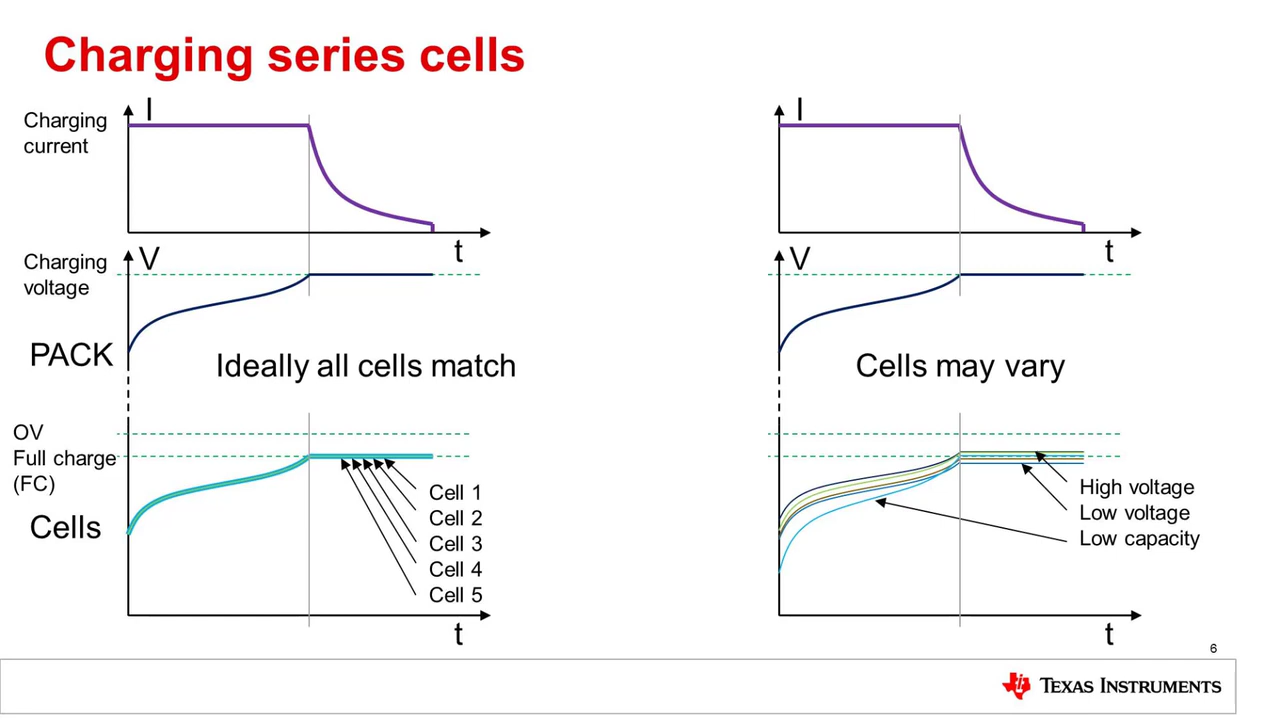 Charging series cells
Charging
current
I
t
Charging
voltage
V
t
PACK
Ideally all cells match
OV
Full charge
(FC)
Cells
Cell 1
Cell 2
Cell 3
Cell 4
Cell 5
t
I
t
V
Cells may vary
High voltage
Low voltage
Low capacity
t
6
TEXAS INSTRUMENTS